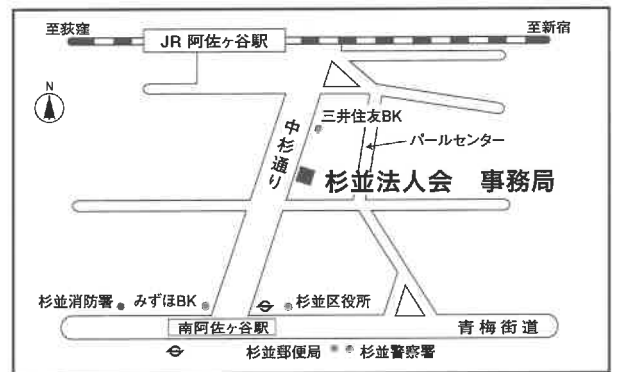 至荻窪
JR 阿佐ヶ谷駅
至新宿
N
三井住友BK
中杉通り
パールセンター
杉並法人会 事務局
杉並消防署
みずほBK
杉並区役所
南阿佐ヶ谷駅
青梅街道
杉並郵便局
杉並警察署